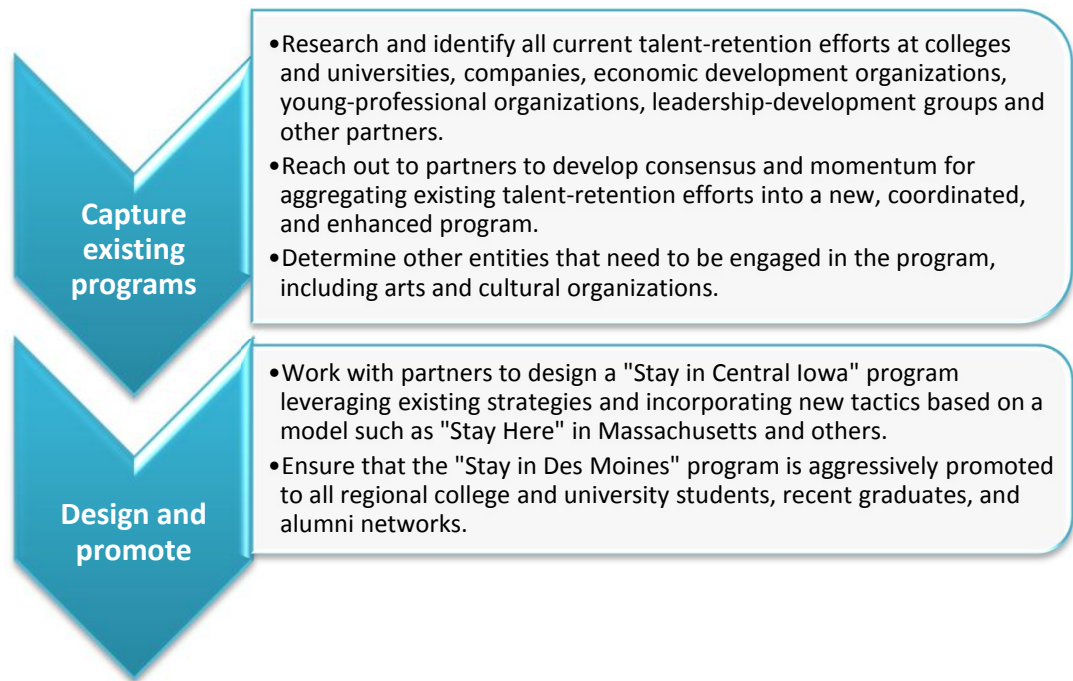 Capture
existing
programs
•Research and identify all current talent-retention efforts at colleges
and universities, companies, economic development organizations,
young-professional organizations, leadership-development groups and
other partners.
•Reach out to partners to develop consensus and momentum for
aggregating existing talent-retention efforts into a new, coordinated,
and enhanced program.
•Determine other entities that need to be engaged in the program,
including arts and cultural organizations.
Design and
promote
•Work with partners to design a "Stay in Central Iowa" program
leveraging existing strategies and incorporating new tactics based on a
model such as "Stay Here" in Massachusetts and others.
•Ensure that the "Stay in Des Moines" program is aggressively promoted
to all regional college and university students, recent graduates, and
alumni networks.